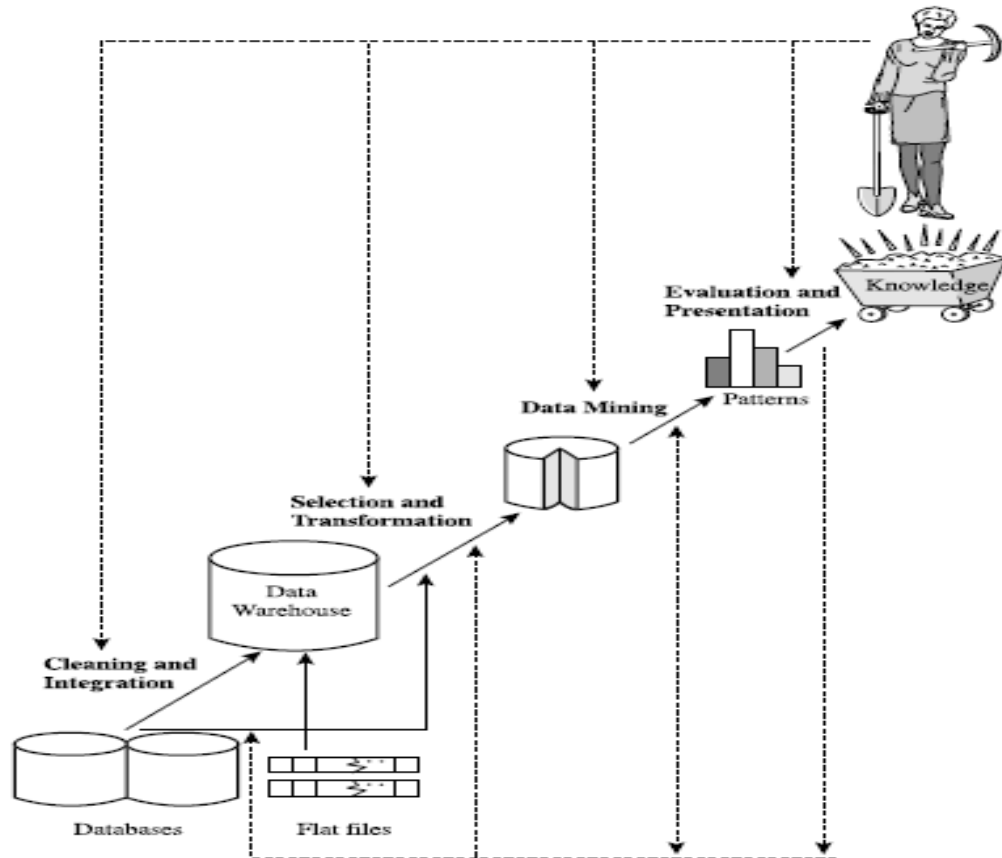 Knowledge
Evaluation and
Presentation
Patterns
Data Mining
Selection and
Transformation
Data
Warehouse
Cleaning and
Integration
Databases
Flat files